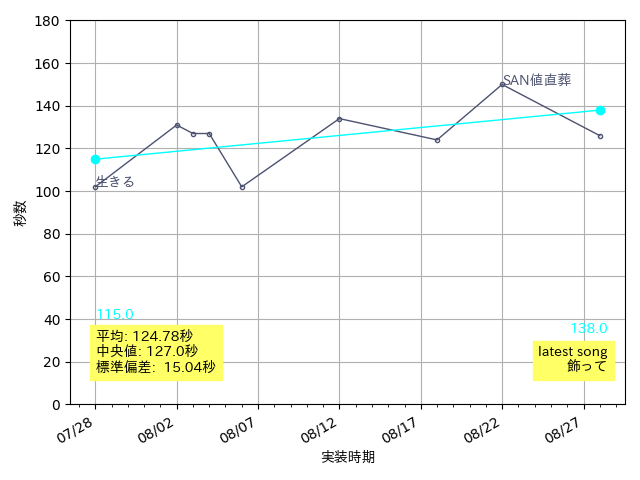 180
160
140
120
100
80
60
40
20
0
秒数
SAN値直葬
生きる
115.0
138.0
平均: 124.78秒
中央値: 127.0秒
標準偏差: 15.04秒
latest song
飾って
07/28
08/02
08/07
08/12
08/17
08/22
08/27
実装時期